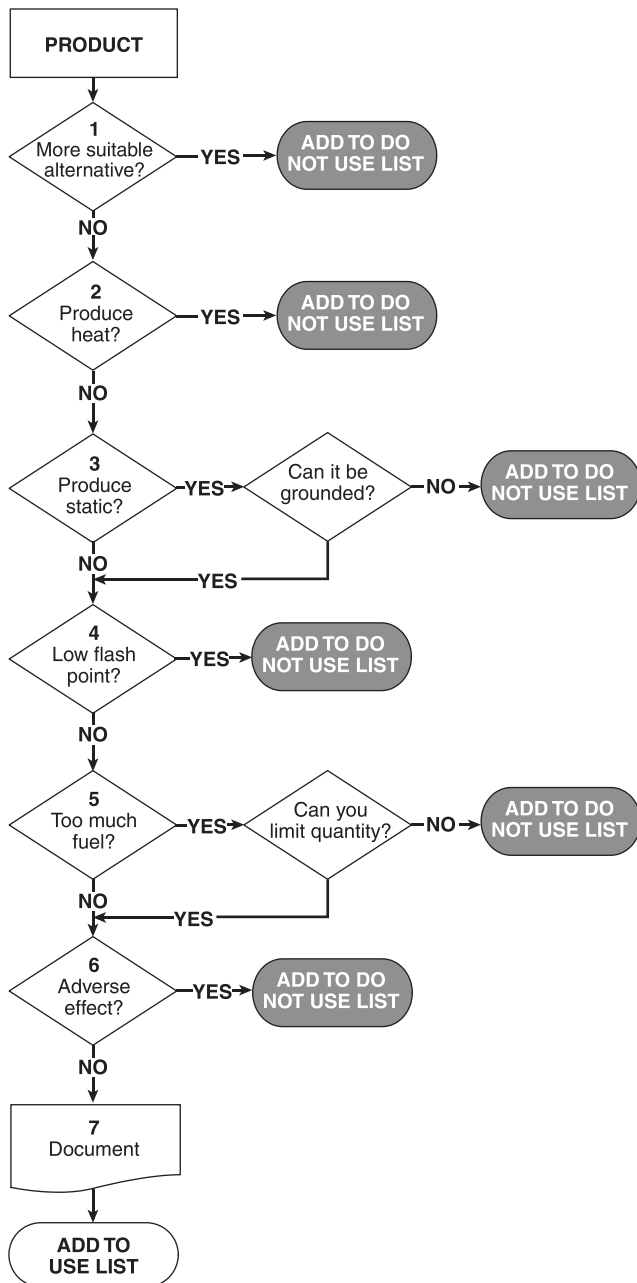 PRODUCT
1
More suitable
alternative?
YES
ADD TO DO
NOT USE LIST
NO
2
Produce
heat?
YES
ADD TO DO
NOT USE LIST
NO
3
Produce
static?
YES
Can it be
grounded?
NO
ADD TO DO
NOT USE LIST
NO
YES
4
Low flash
point?
YES
ADD TO DO
NOT USE LIST
NO
5
Too much
fuel?
YES
Can you
limit quantity?
NO
ADD TO DO
NOT USE LIST
NO
YES
6
Adverse
effect?
YES
ADD TO DO
NOT USE LIST
NO
7
Document
ADD TO
USE LIST